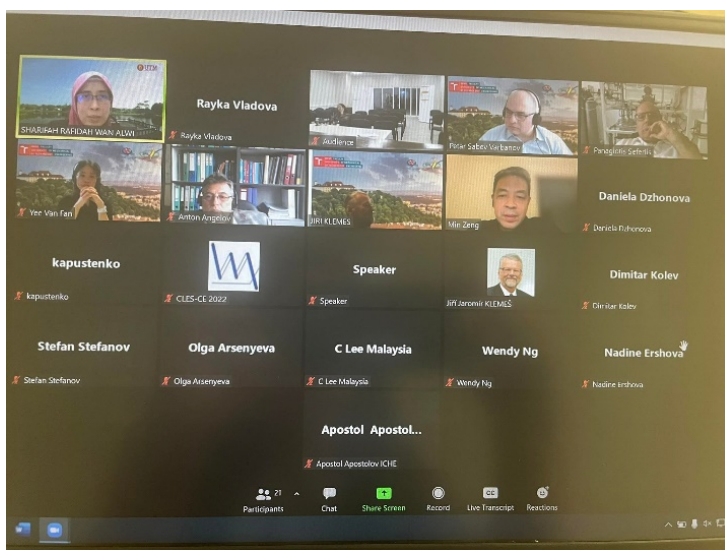 UTM
SHARIFAH RAFIDAH WAN ALWI
Rayka Vladova
Rayka Vladova
Audience
Petar Sabev Varbanov
Panagiotis Seferlis
Yee Van Fan
Anton Angelov
JIRI KLEMES
Min Zeng
Daniela Dzhonova
Daniela Dzhonova
kapustenko
kapustenko
CLES-CE 2022
Speaker
Speaker
Jiří Jaromír KLEMEŠ
Dimitar Kolev
Dimitar Kolev
Stefan Stefanov
Stefan Stefanov
Olga Arsenyeva
Olga Arsenyeva
C Lee Malaysia
C Lee Malaysia
Wendy Ng
Wendy Ng
Nadine Ershova
Nadine Ershova
Apostol Apostol...
Apostol Apostolov ICHE
21
Participants
Chat
Share Screen
Record
CC
Live Transcript
Reactions